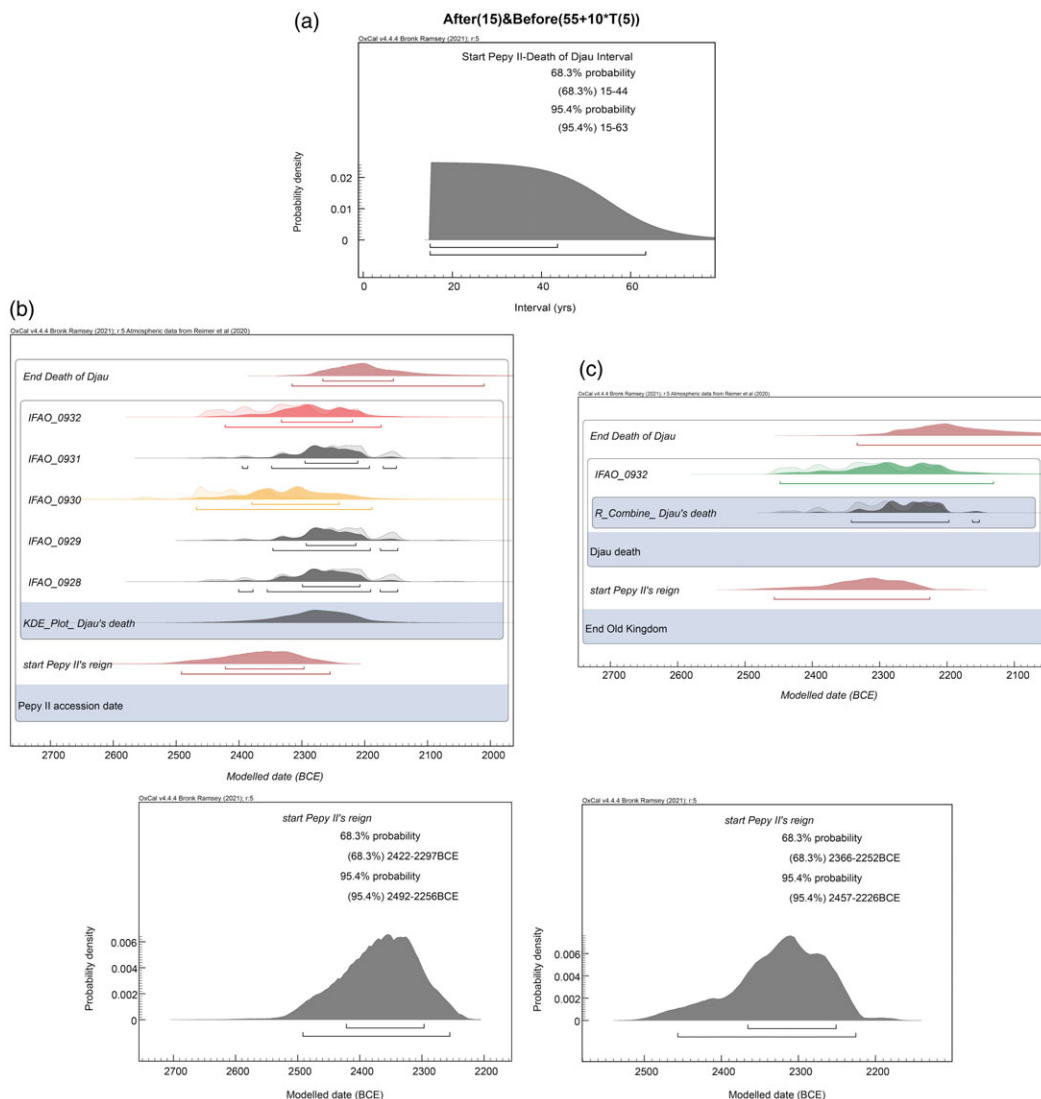 (a)
After(15)&Before(55+10*T(5))
OxCal v4.4.4 Bronk Ramsey (2021); r:5
Start Pepy II-Death of Djau Interval
68.3% probability
(68.3%) 15-44
95.4% probability
(95.4%) 15-63
Probability density
0.02
0.01
0
0 20 40 60
Interval (yrs)
(b)
OxCal v4.4.4 Bronk Ramsey (2021); r:5 Atmospheric data from Reimer et al (2020)
End Death of Djau
IFAO_0932
IFAO_0931
IFAO_0930
IFAO_0929
IFAO_0928
KDE_Plot_ Djau's death
start Pepy II's reign
Pepy II accession date
2700 2600 2500 2400 2300 2200 2100 2000
Modelled date (BCE)
(c)
OxCal v4.4.4 Bronk Ramsey (2021); r:5 Atmospheric data from Reimer et al (2020)
End Death of Djau
IFAO_0932
R_Combine_ Djau's death
Djau death
start Pepy II's reign
End Old Kingdom
2700 2600 2500 2400 2300 2200 2100
Modelled date (BCE)
OxCal v4.4.4 Bronk Ramsey (2021); r:5
start Pepy II's reign
68.3% probability
(68.3%) 2422-2297BCE
95.4% probability
(95.4%) 2492-2256BCE
Probability density
0.006
0.004
0.002
0
2700 2600 2500 2400 2300 2200
Modelled date (BCE)
OxCal v4.4.4 Bronk Ramsey (2021); r:5
start Pepy II's reign
68.3% probability
(68.3%) 2366-2252BCE
95.4% probability
(95.4%) 2457-2226BCE
Probability density
0.006
0.004
0.002
0
2500 2400 2300 2200
Modelled date (BCE)